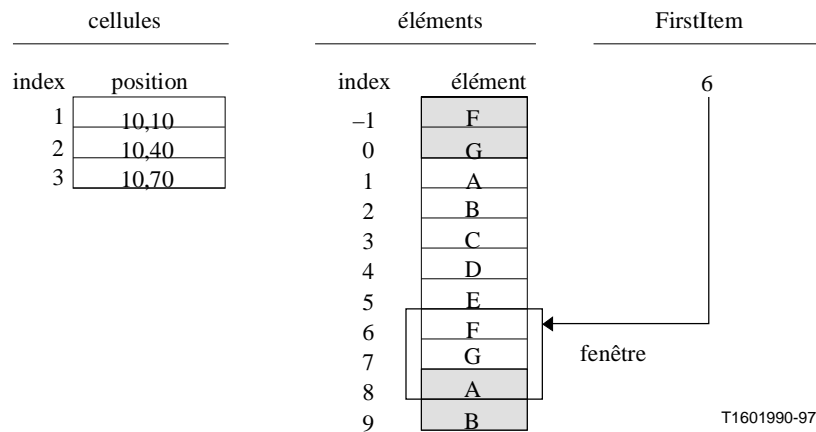 cellules éléments FirstItem
index position index élément 6
1 10,10 –1 F
2 10,40 0 G
3 10,70 1 A
2 B
3 C
4 D
5 E
6 F
7 G fenêtre
8 A
9 B T1601990-97